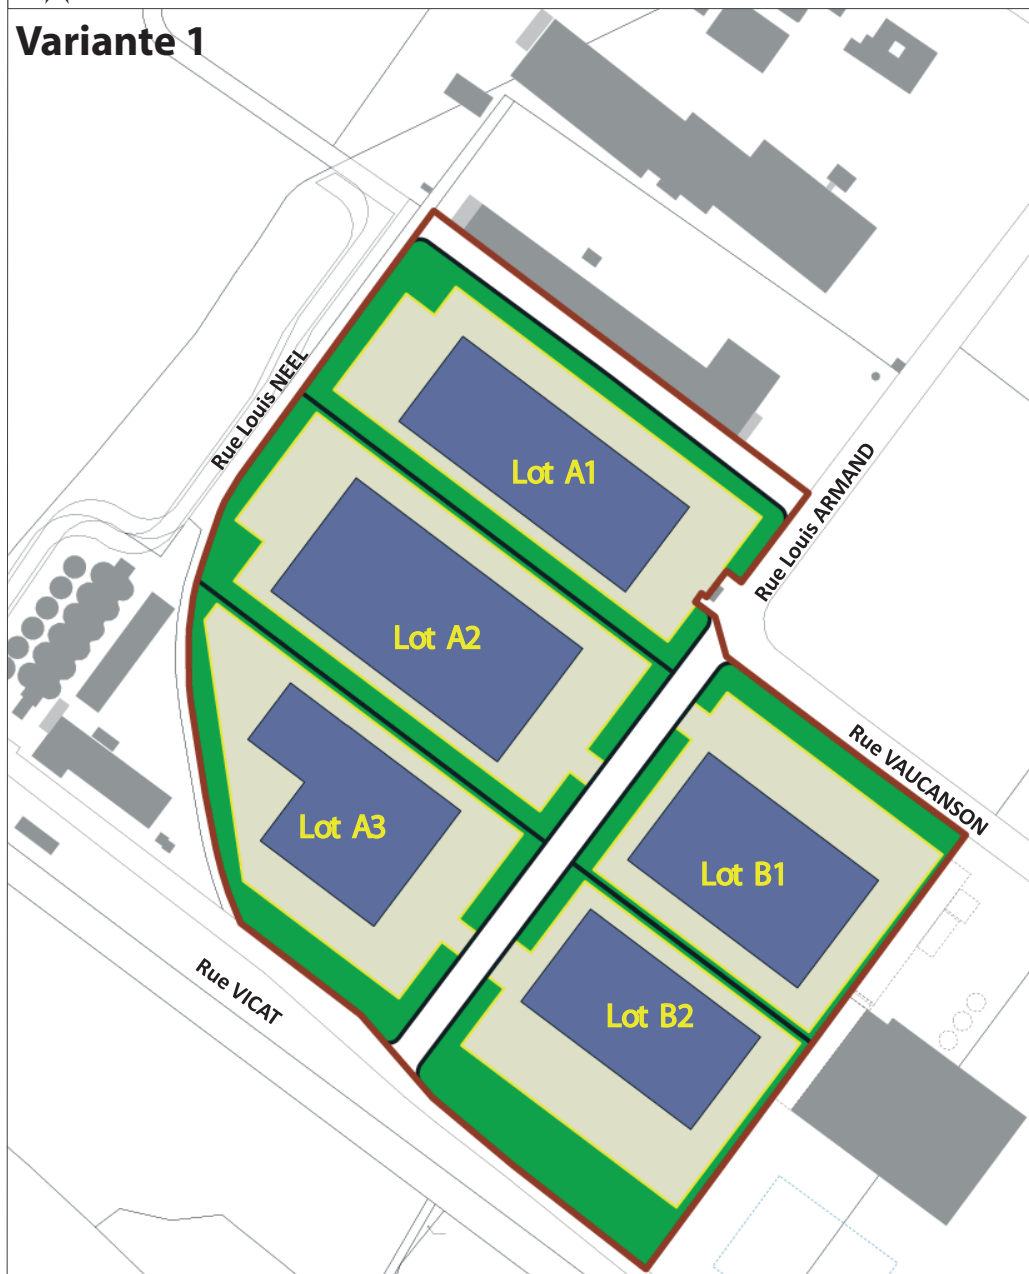 Variante 1
Rue Louis NEEL
Lot A1
Rue Louis ARMAND
Lot A2
Rue VAUCANSON
Lot A3
Lot B1
Rue VICAT
Lot B2